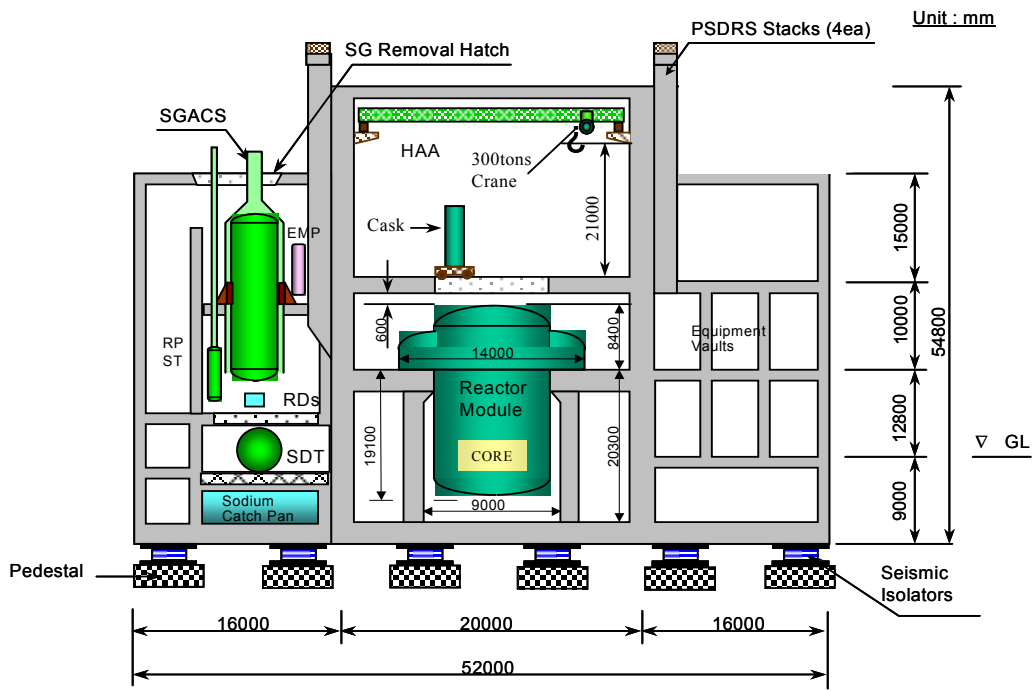 Unit : mm
PSDRS Stacks (4ea)
SG Removal Hatch
SGACS
HAA
300tons
Crane
21000
Cask
EMP
15000
54800
600
8400
10000
Equipment
Vaults
RP
ST
14000
Reactor
Module
RDs
19100
20300
12800
CORE
∇ GL
SDT
Sodium
Catch Pan
9000
9000
Pedestal
Seismic
Isolators
16000
20000
16000
52000